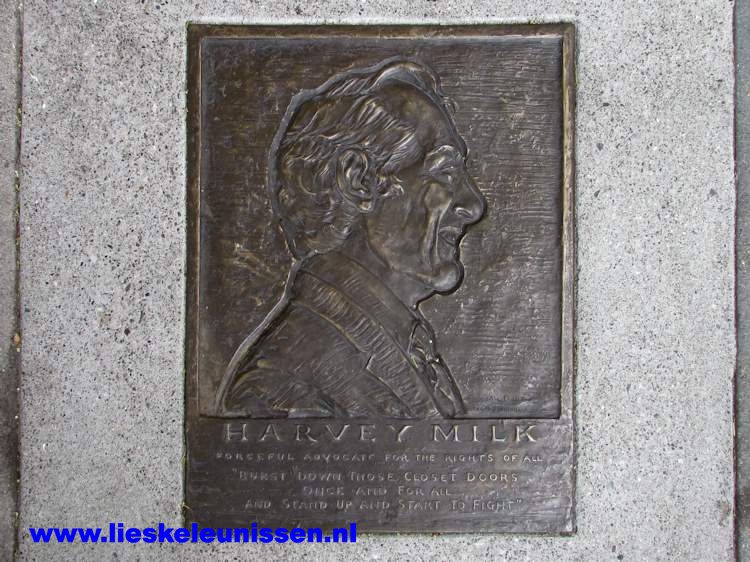 HARVEY MILK
FORCEFUL ADVOCATE FOR THE RIGHTS OF ALL
"BURST DOWN THOSE CLOSET DOORS
ONCE AND FOR ALL
AND STAND UP AND START TO FIGHT"
www.lieskeleunissen.nl